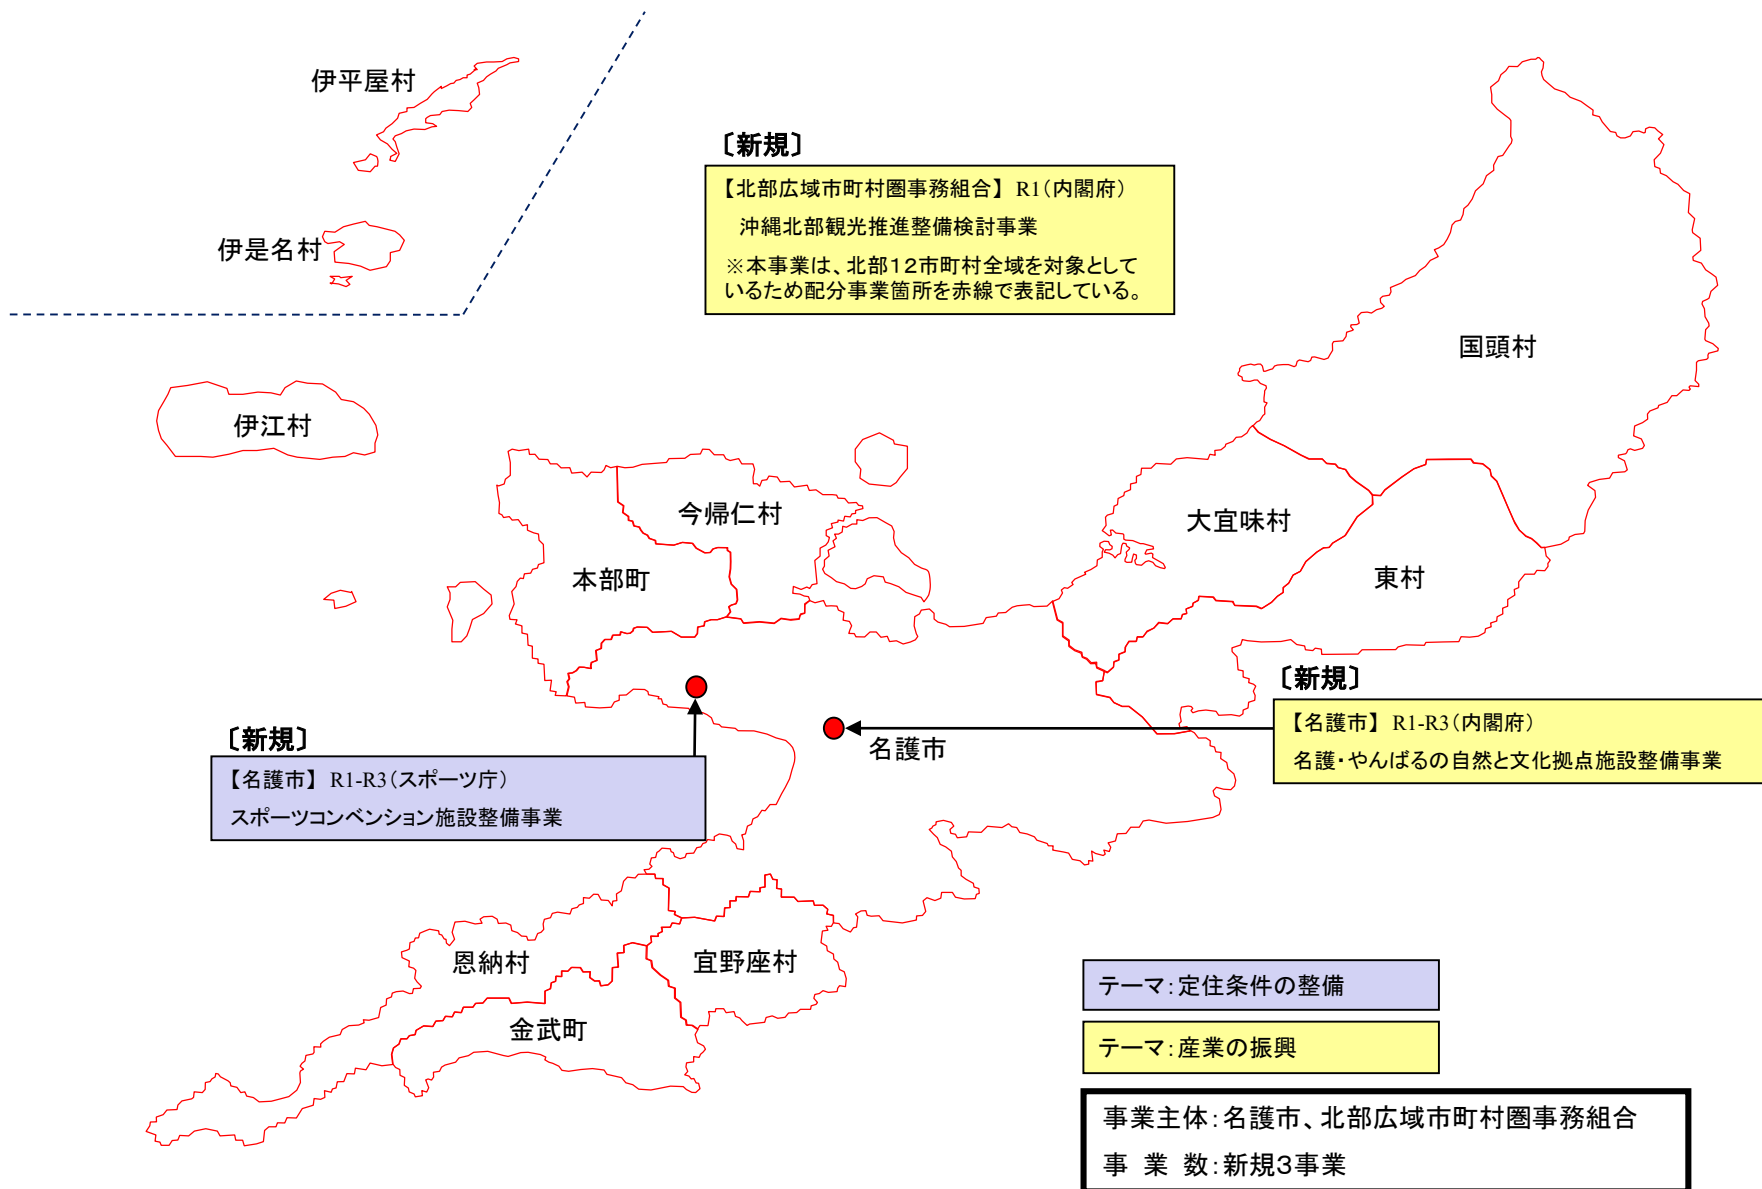 伊平屋村
伊是名村
〔新規〕
【北部広域市町村圏事務組合】 R1(内閣府)
沖縄北部観光推進整備検討事業
※本事業は、北部12市町村全域を対象として
いるため配分事業箇所を赤線で表記している。
国頭村
伊江村
今帰仁村
大宜味村
本部町
東村
〔新規〕
【名護市】 R1-R3(内閣府)
名護・やんばるの自然と文化拠点施設整備事業
名護市
〔新規〕
【名護市】 R1-R3(スポーツ庁)
スポーツコンベンション施設整備事業
恩納村
宜野座村
金武町
テーマ:定住条件の整備
テーマ:産業の振興
事業主体:名護市、北部広域市町村圏事務組合
事 業 数:新規3事業